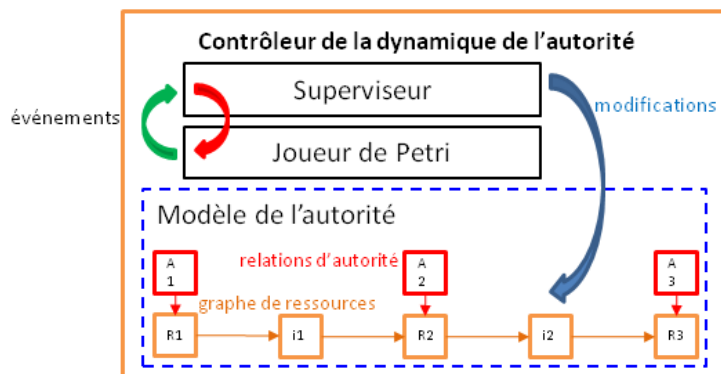 Contrôleur de la dynamique de l'autorité
Superviseur
événements
modifications
Joueur de Petri
Modèle de l'autorité
A
1
relations d'autorité
A
2
A
3
graphe de ressources
R1
i1
R2
i2
R3